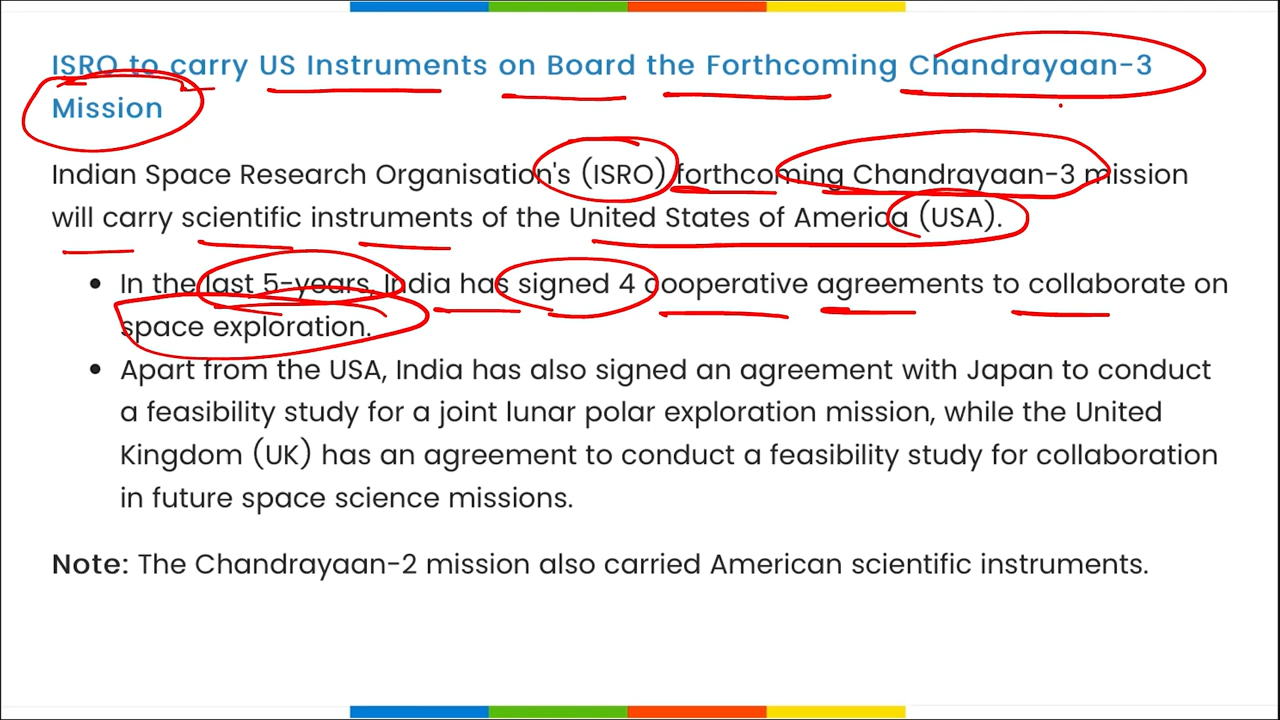 ISRO to carry US Instruments on Board the Forthcoming Chandrayaan-3
Mission
Indian Space Research Organisation's (ISRO) forthcoming Chandrayaan-3 mission
will carry scientific instruments of the United States of America (USA).
• In the last 5-years, India has signed 4 cooperative agreements to collaborate on
space exploration.
• Apart from the USA, India has also signed an agreement with Japan to conduct
a feasibility study for a joint lunar polar exploration mission, while the United
Kingdom (UK) has an agreement to conduct a feasibility study for collaboration
in future space science missions.
Note: The Chandrayaan-2 mission also carried American scientific instruments.